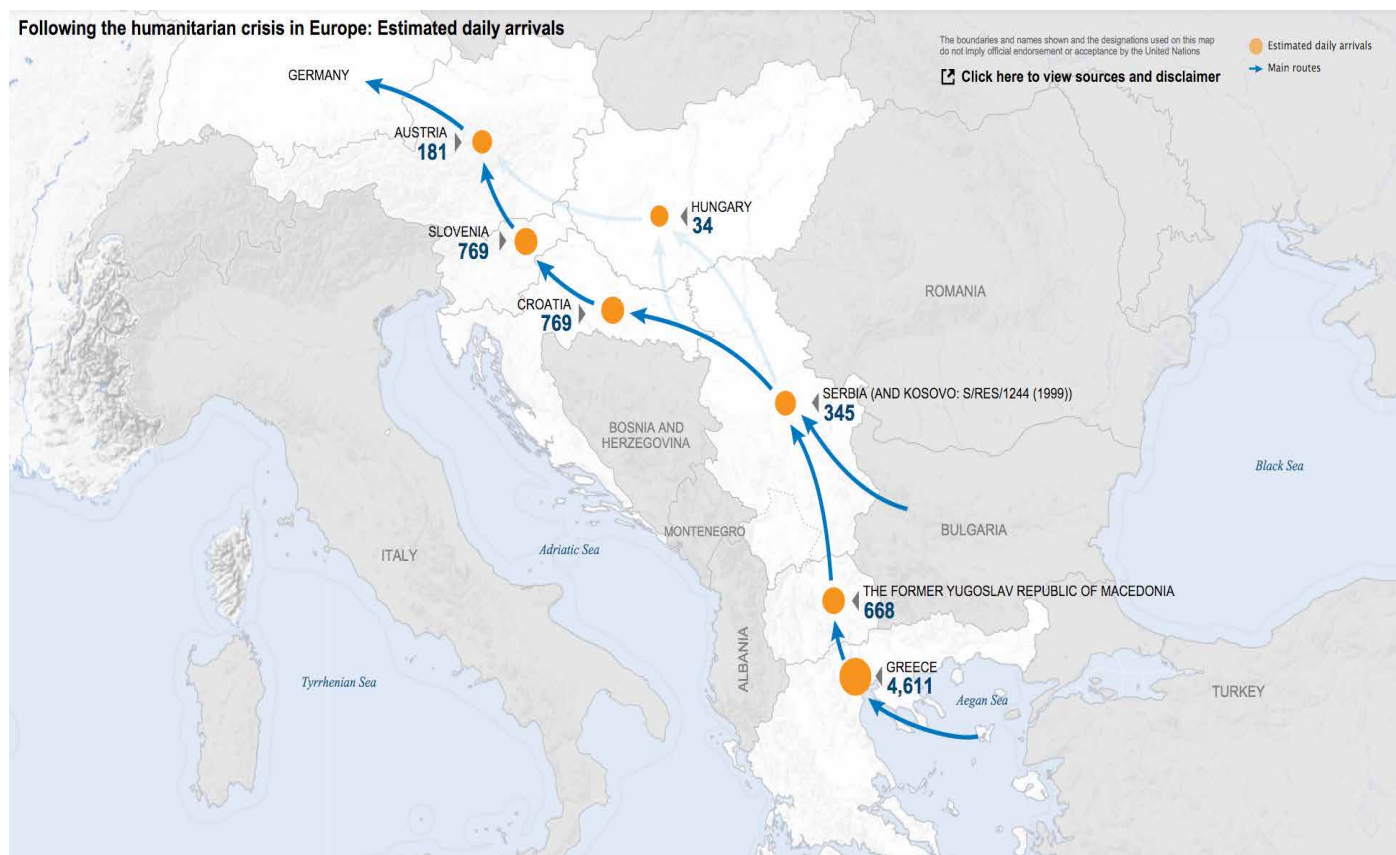 Following the humanitarian crisis in Europe: Estimated daily arrivals
The boundaries and names shown and the designations used on this map
do not imply official endorsement or acceptance by the United Nations
Click here to view sources and disclaimer
Estimated daily arrivals
Main routes
GERMANY
AUSTRIA
181
HUNGARY
34
SLOVENIA
769
CROATIA
769
ROMANIA
SERBIA (AND KOSOVO: S/RES/1244 (1999))
345
BOSNIA AND
HERZEGOVINA
Black Sea
MONTENEGRO
BULGARIA
ITALY
Adriatic Sea
THE FORMER YUGOSLAV REPUBLIC OF MACEDONIA
668
ALBANIA
GREECE
4,611
Tyrrhenian Sea
Aegan Sea
TURKEY